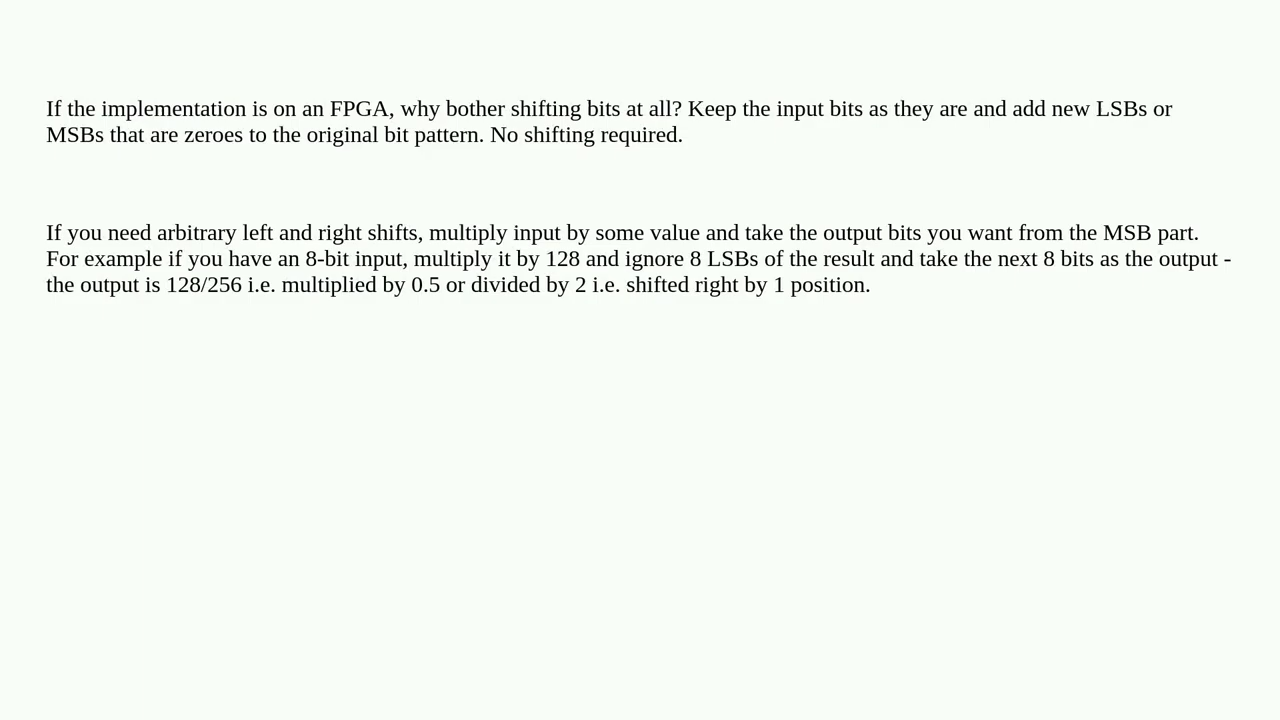 If the implementation is on an FPGA, why bother shifting bits at all? Keep the input bits as they are and add new LSBs or
MSBs that are zeroes to the original bit pattern. No shifting required.
If you need arbitrary left and right shifts, multiply input by some value and take the output bits you want from the MSB part.
For example if you have an 8-bit input, multiply it by 128 and ignore 8 LSBs of the result and take the next 8 bits as the output -
the output is 128/256 i.e. multiplied by 0.5 or divided by 2 i.e. shifted right by 1 position.